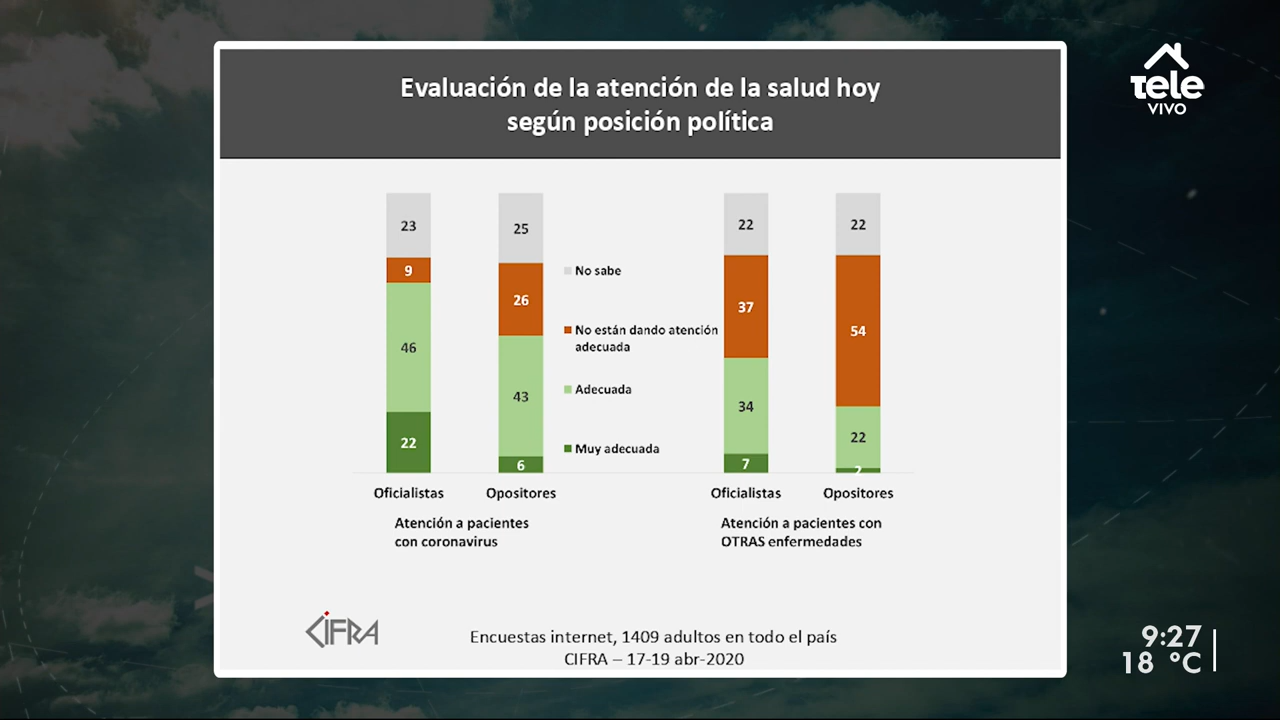 Evaluación de la atención de la salud hoy
según posición política
Tele
VIVO
23
25
22
22
9
26
37
54
46
43
34
22
22
6
7
2
No sabe
No están dando atención
adecuada
Adecuada
Muy adecuada
Oficialistas
Opositores
Oficialistas
Opositores
Atención a pacientes
con coronavirus
Atención a pacientes con
OTRAS enfermedades
CIFRA
Encuestas internet, 1409 adultos en todo el país
CIFRA – 17-19 abr-2020
9:27
18 °C